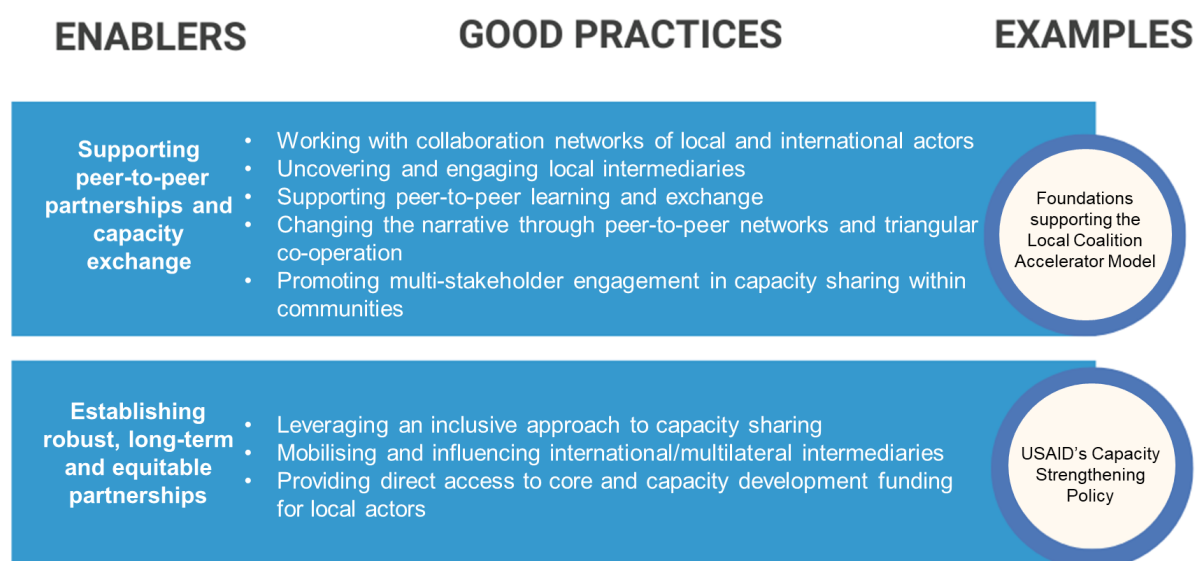 ENABLERS
GOOD PRACTICES
EXAMPLES
Supporting
peer-to-peer
partnerships and
capacity
exchange
• Working with collaboration networks of local and international actors
• Uncovering and engaging local intermediaries
• Supporting peer-to-peer learning and exchange
• Changing the narrative through peer-to-peer networks and triangular
co-operation
• Promoting multi-stakeholder engagement in capacity sharing within
communities
Foundations
supporting the
Local Coalition
Accelerator Model
Establishing
robust, long-term
and equitable
partnerships
• Leveraging an inclusive approach to capacity sharing
• Mobilising and influencing international/multilateral intermediaries
• Providing direct access to core and capacity development funding
for local actors
USAID’s Capacity
Strengthening
Policy